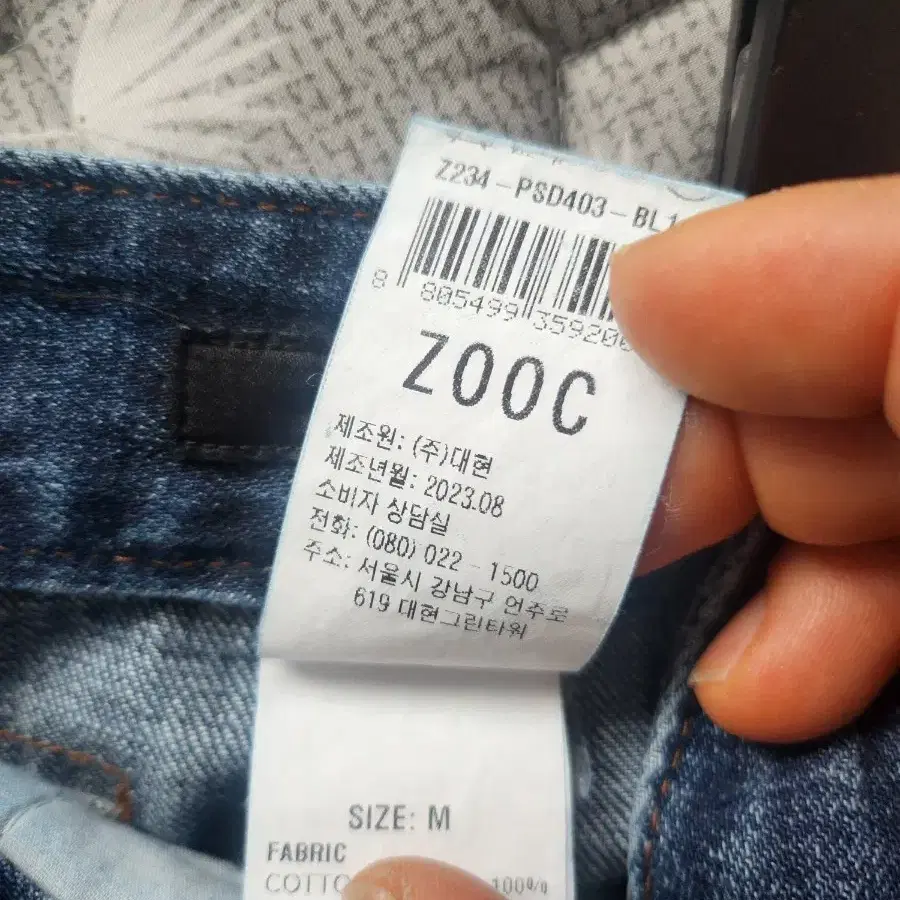 Z234-PSD403-BL1
8 805499 359200
ZOOC
제조원: (주)대현
제조년월: 2023.08
소비자 상담실
전화: (080) 022-1500
주소: 서울시 강남구 언주로
619 대현그린타워
SIZE: M
FABRIC
COTTO 100%